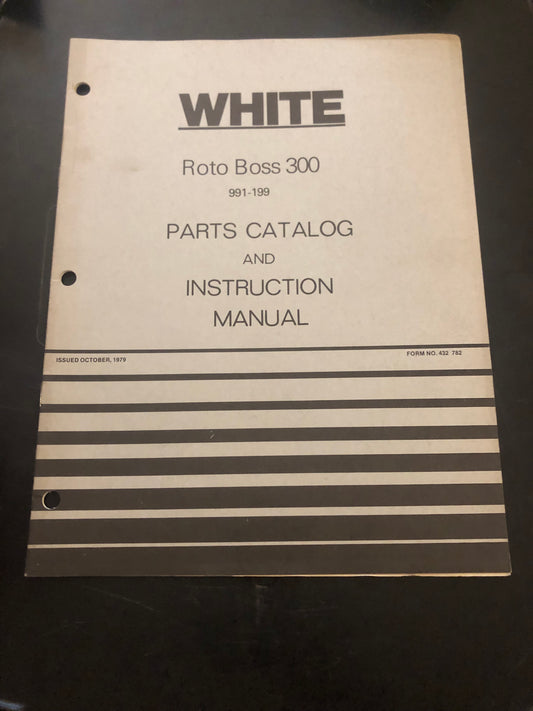 WHITE
Roto Boss 300
991-199
PARTS CATALOG
AND
INSTRUCTION
MANUAL
ISSUED OCTOBER, 1979
FORM NO. 432 782